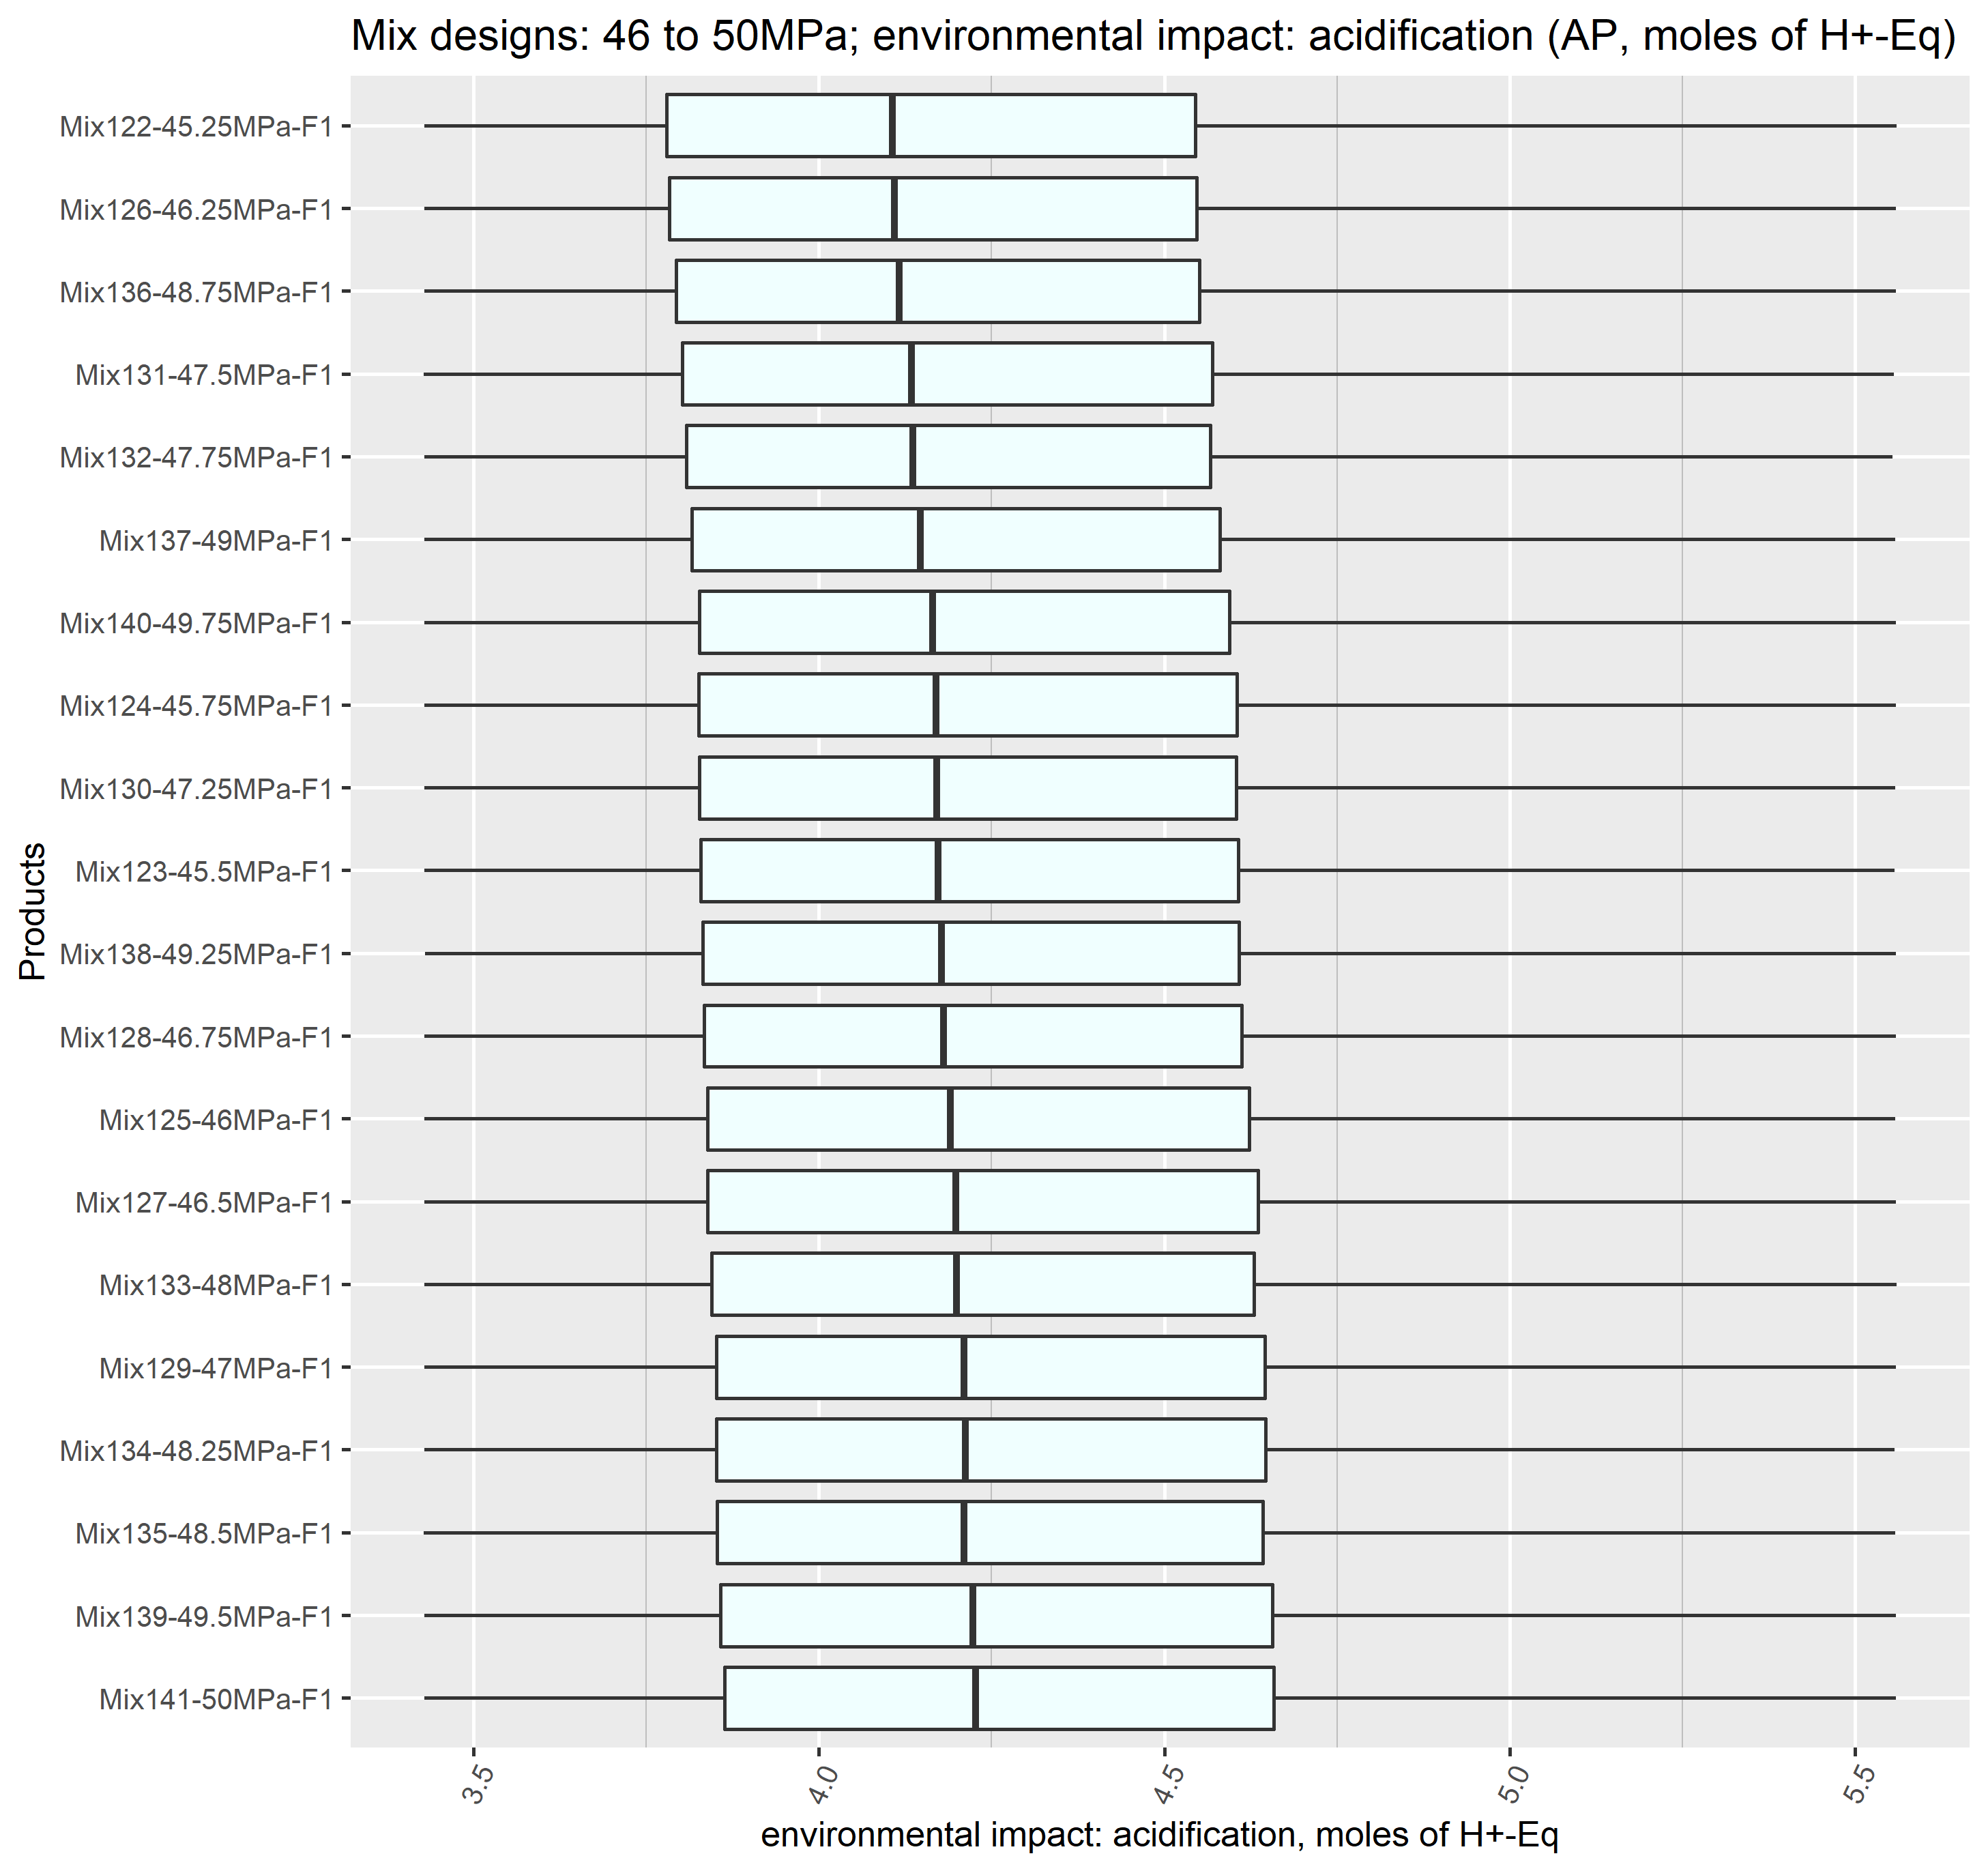 Mix designs: 46 to 50MPa; environmental impact: acidification (AP, moles of H+-Eq)
Mix122-45.25MPa-F1
Mix126-46.25MPa-F1
Mix136-48.75MPa-F1
Mix131-47.5MPa-F1
Mix132-47.75MPa-F1
Mix137-49MPa-F1
Mix140-49.75MPa-F1
Mix124-45.75MPa-F1
Mix130-47.25MPa-F1
Mix123-45.5MPa-F1
Mix138-49.25MPa-F1
Mix128-46.75MPa-F1
Mix125-46MPa-F1
Mix127-46.5MPa-F1
Mix133-48MPa-F1
Mix129-47MPa-F1
Mix134-48.25MPa-F1
Mix135-48.5MPa-F1
Mix139-49.5MPa-F1
Mix141-50MPa-F1
Products
3.5
4.0
4.5
5.0
5.5
environmental impact: acidification, moles of H+-Eq